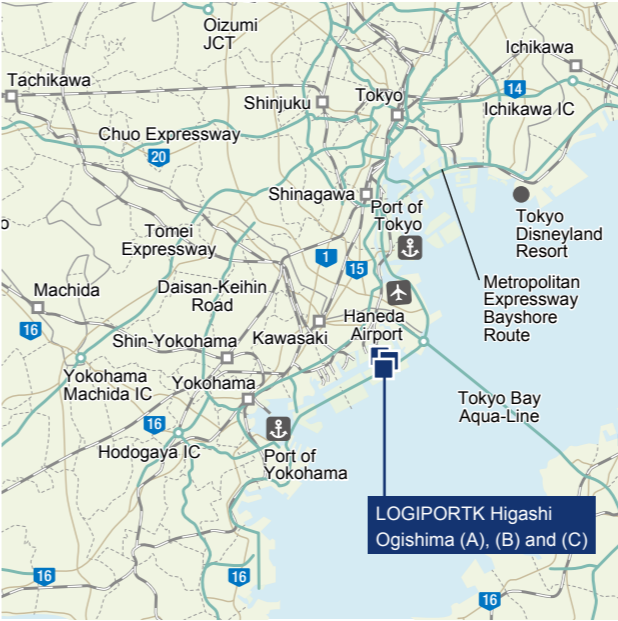 Oizumi
JCT
Ichikawa
Tachikawa
Shinjuku
Tokyo
14
Ichikawa IC
Chuo Expressway
20
Shinagawa
Port of
Tokyo
Tokyo
Disneyland
Resort
o
Tomei
Expressway
1
15
Metropolitan
Expressway
Bayshore
Route
Machida
Daisan-Keihin
Road
16
Haneda
Airport
Shin-Yokohama
Kawasaki
Yokohama
Machida IC
Yokohama
Tokyo Bay
Aqua-Line
16
Hodogaya IC
Port of
Yokohama
LOGIPORTK Higashi
Ogishima (A), (B) and (C)
16
16
16